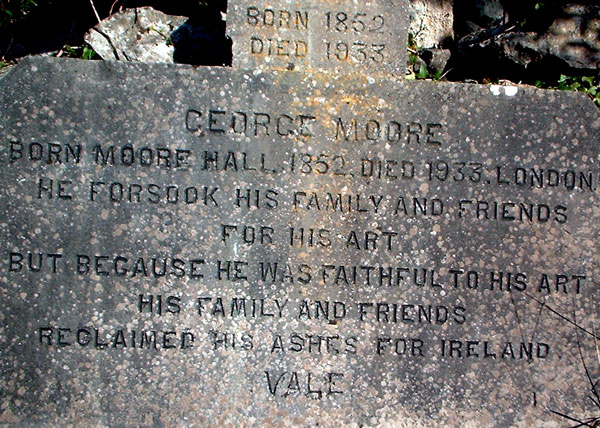 BORN 1852
DIED 1933
GEORGE MOORE
BORN MOORE HALL. 1852. DIED 1933. LONDON.
HE FORSOOK HIS FAMILY AND FRIENDS
FOR HIS ART
BUT BECAUSE HE WAS FAITHFUL TO HIS ART
HIS FAMILY AND FRIENDS
RECLAIMED HIS ASHES FOR IRELAND.
VALE